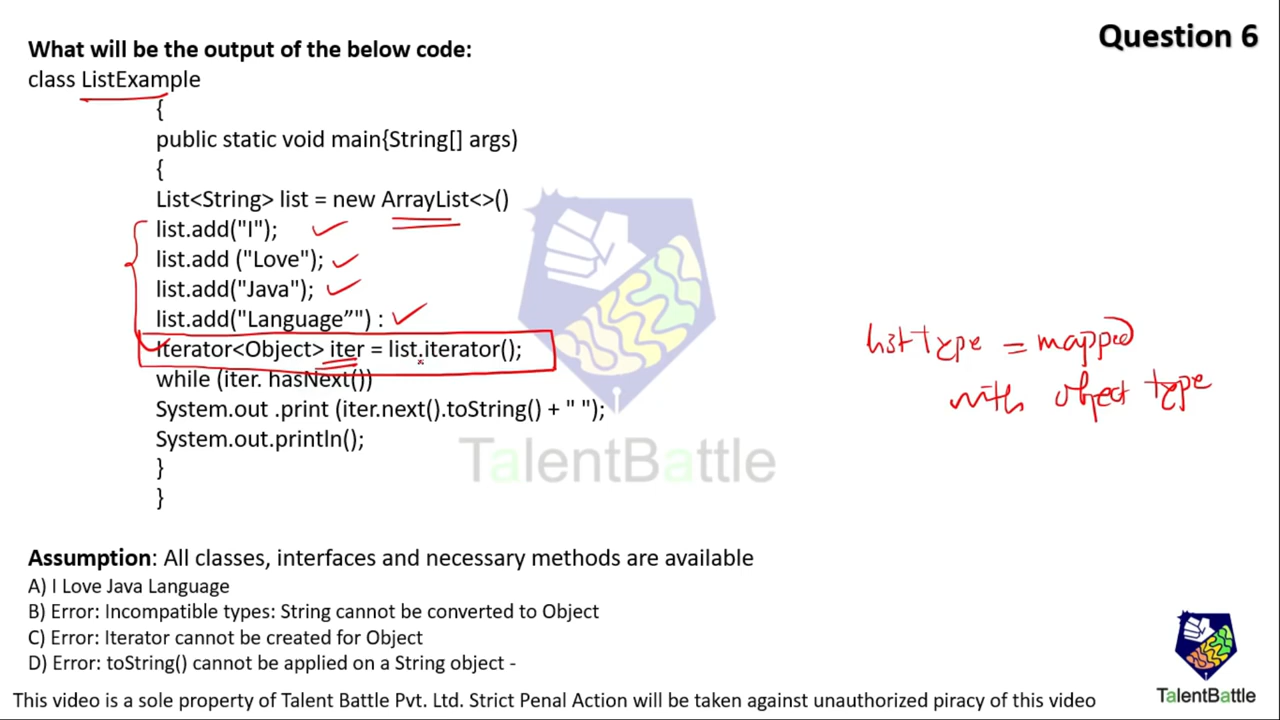 Question 6
What will be the output of the below code:
class ListExample
{
public static void main{String[] args)
{
List<String> list = new ArrayList<>()
list.add("I");
list.add ("Love");
list.add("Java");
list.add("Language”") :
Iterator<Object> iter = list.iterator();
while (iter. hasNext())
System.out .print (iter.next().toString() + " ");
System.out.println();
}
}
list type = mapped
with object type
TalentBattle
Assumption: All classes, interfaces and necessary methods are available
A) I Love Java Language
B) Error: Incompatible types: String cannot be converted to Object
C) Error: Iterator cannot be created for Object
D) Error: toString() cannot be applied on a String object -
TalentBattle
This video is a sole property of Talent Battle Pvt. Ltd. Strict Penal Action will be taken against unauthorized piracy of this video